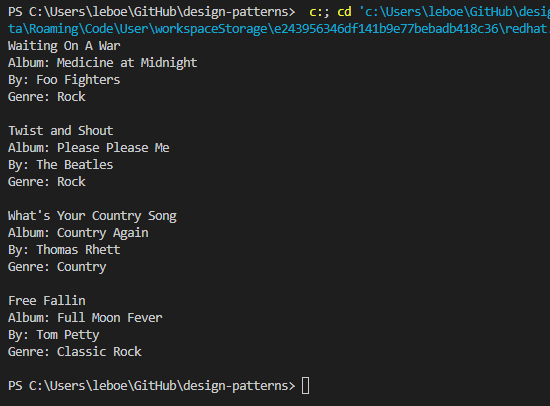 PS C:\Users\leboe\GitHub\design-patterns>  c:; cd 'c:\Users\leboe\GitHub\desig
ta\Roaming\Code\User\workspaceStorage\e243956346df141b9e77bebadb418c36\redhat
Waiting On A War
Album: Medicine at Midnight
By: Foo Fighters
Genre: Rock
Twist and Shout
Album: Please Please Me
By: The Beatles
Genre: Rock
What's Your Country Song
Album: Country Again
By: Thomas Rhett
Genre: Country
Free Fallin
Album: Full Moon Fever
By: Tom Petty
Genre: Classic Rock
PS C:\Users\leboe\GitHub\design-patterns>